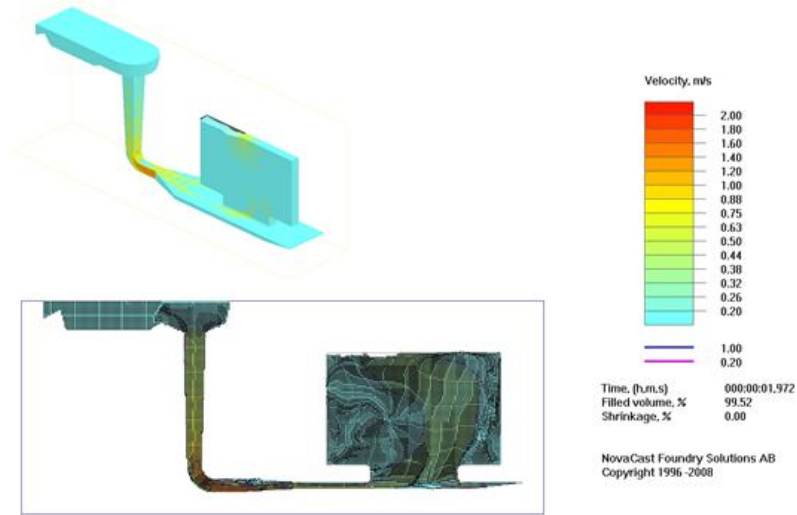 Velocity, m/s
2.00
1.80
1.60
1.40
1.20
1.00
0.88
0.75
0.63
0.50
0.44
0.38
0.32
0.26
0.20
1.00
0.20
Time, (h.m.s) 000:00:01.972
Filled volume, % 99.52
Shrinkage, % 0.00
NovaCast Foundry Solutions AB
Copyright 1996 -2008